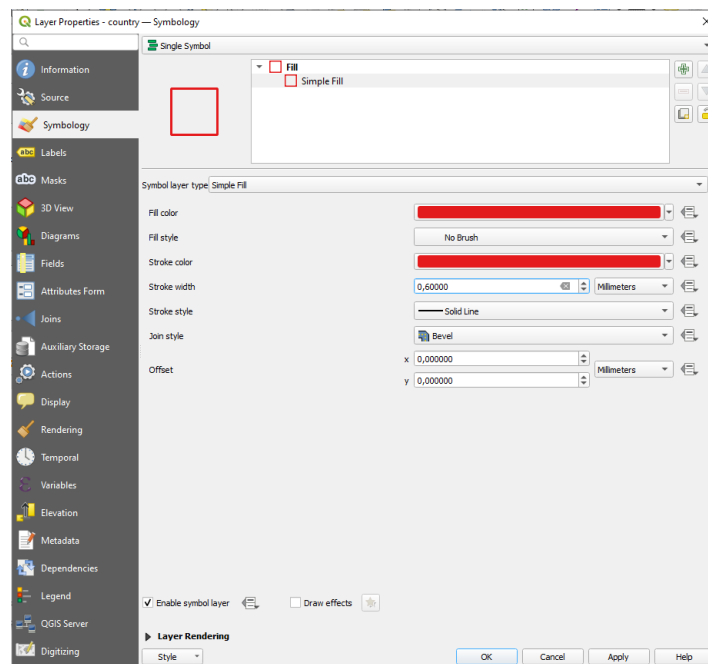 Layer Properties - country — Symbology
Information
Source
Symbology
Labels
Masks
3D View
Diagrams
Fields
Attributes Form
Joins
Auxiliary Storage
Actions
Display
Rendering
Temporal
Variables
Elevation
Metadata
Dependencies
Legend
QGIS Server
Digitizing
Single Symbol
Fill
Simple Fill
Symbol layer type Simple Fill
Fill color
Fill style No Brush
Stroke color
Stroke width 0,60000 Millimeters
Stroke style Solid Line
Join style Bevel
Offset x 0,000000 Millimeters
y 0,000000
Enable symbol layer Draw effects
Layer Rendering
Style OK Cancel Apply Help
abc
abc